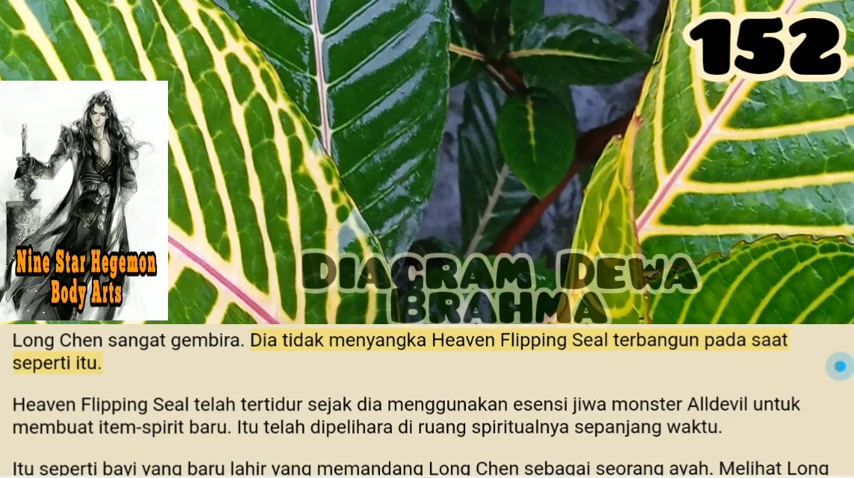 152
Nine Star Hegemon
Body Arts
Diagram Dewa
Brahma
Long Chen sangat gembira. Dia tidak menyangka Heaven Flipping Seal terbangun pada saat
seperti itu.
Heaven Flipping Seal telah tertidur sejak dia menggunakan esensi jiwa monster Alldevil untuk
membuat item-spirit baru. Itu telah dipelihara di ruang spiritualnya sepanjang waktu.
Itu seperti bayi yang baru lahir yang memandang Long Chen sebagai seorang ayah. Melihat Long